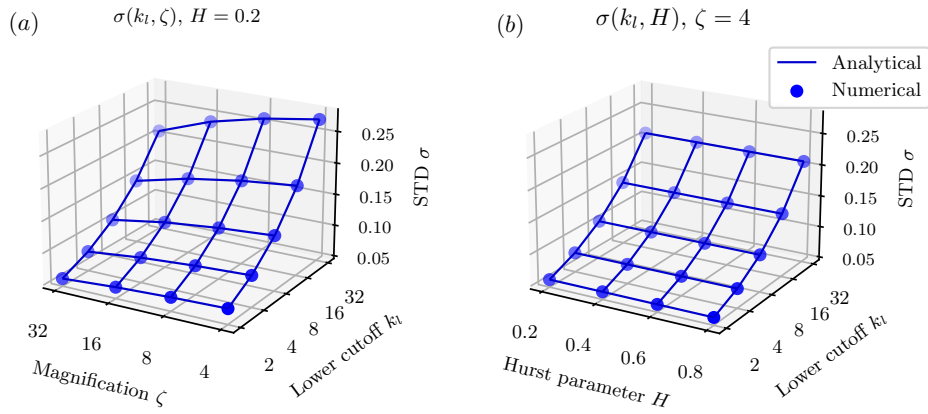 (a)
σ(k_l, ζ), H = 0.2
0.25
0.20
0.15
0.10
0.05
STD σ
32
16
8
4
Magnification ζ
2
4
8
16
32
Lower cutoff k_l
(b)
σ(k_l, H), ζ = 4
Analytical
Numerical
0.25
0.20
0.15
0.10
0.05
STD σ
0.2
0.4
0.6
0.8
Hurst parameter H
2
4
8
16
32
Lower cutoff k_l